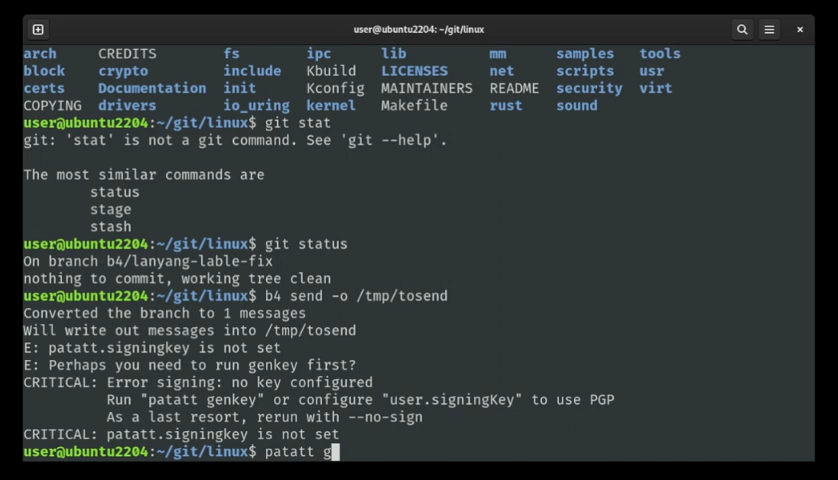 user@ubuntu2204:~/git/linux
arch CREDITS fs ipc lib mm samples tools
block crypto include Kbuild LICENSES net scripts usr
certs Documentation init Kconfig MAINTAINERS README security virt
COPYING drivers io_uring kernel Makefile rust sound
user@ubuntu2204:~/git/linux$ git stat
git: 'stat' is not a git command. See 'git --help'.
The most similar commands are
status
stage
stash
user@ubuntu2204:~/git/linux$ git status
On branch b4/lanyang-lable-fix
nothing to commit, working tree clean
user@ubuntu2204:~/git/linux$ b4 send -o /tmp/tosend
Converted the branch to 1 messages
Will write out messages into /tmp/tosend
E: patatt.signingkey is not set
E: Perhaps you need to run genkey first?
CRITICAL: Error signing: no key configured
Run "patatt genkey" or configure "user.signingKey" to use PGP
As a last resort, rerun with --no-sign
CRITICAL: patatt.signingkey is not set
user@ubuntu2204:~/git/linux$ patatt g